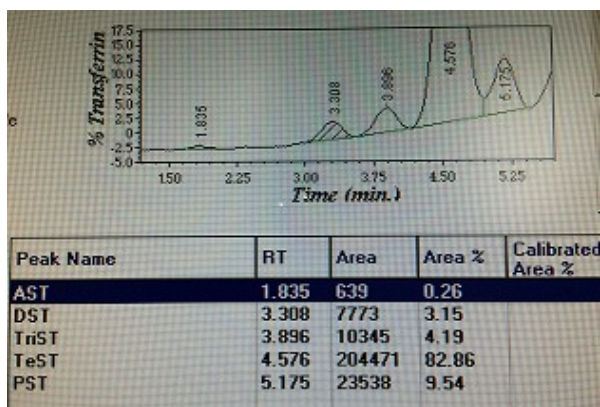 17.5
15.0
12.5
10.0
7.5
5.0
2.5
0
-2.5
-5.0
% Transferrin
1.835
3.308
3.896
4.576
5.175
1.50 2.25 3.00 3.75 4.50 5.25
Time (min.)
e
Peak Name RT Area Area % Calibrated Area %
AST 1.835 639 0.26
DST 3.308 7773 3.15
TriST 3.896 10345 4.19
TeST 4.576 204471 82.86
PST 5.175 23538 9.54